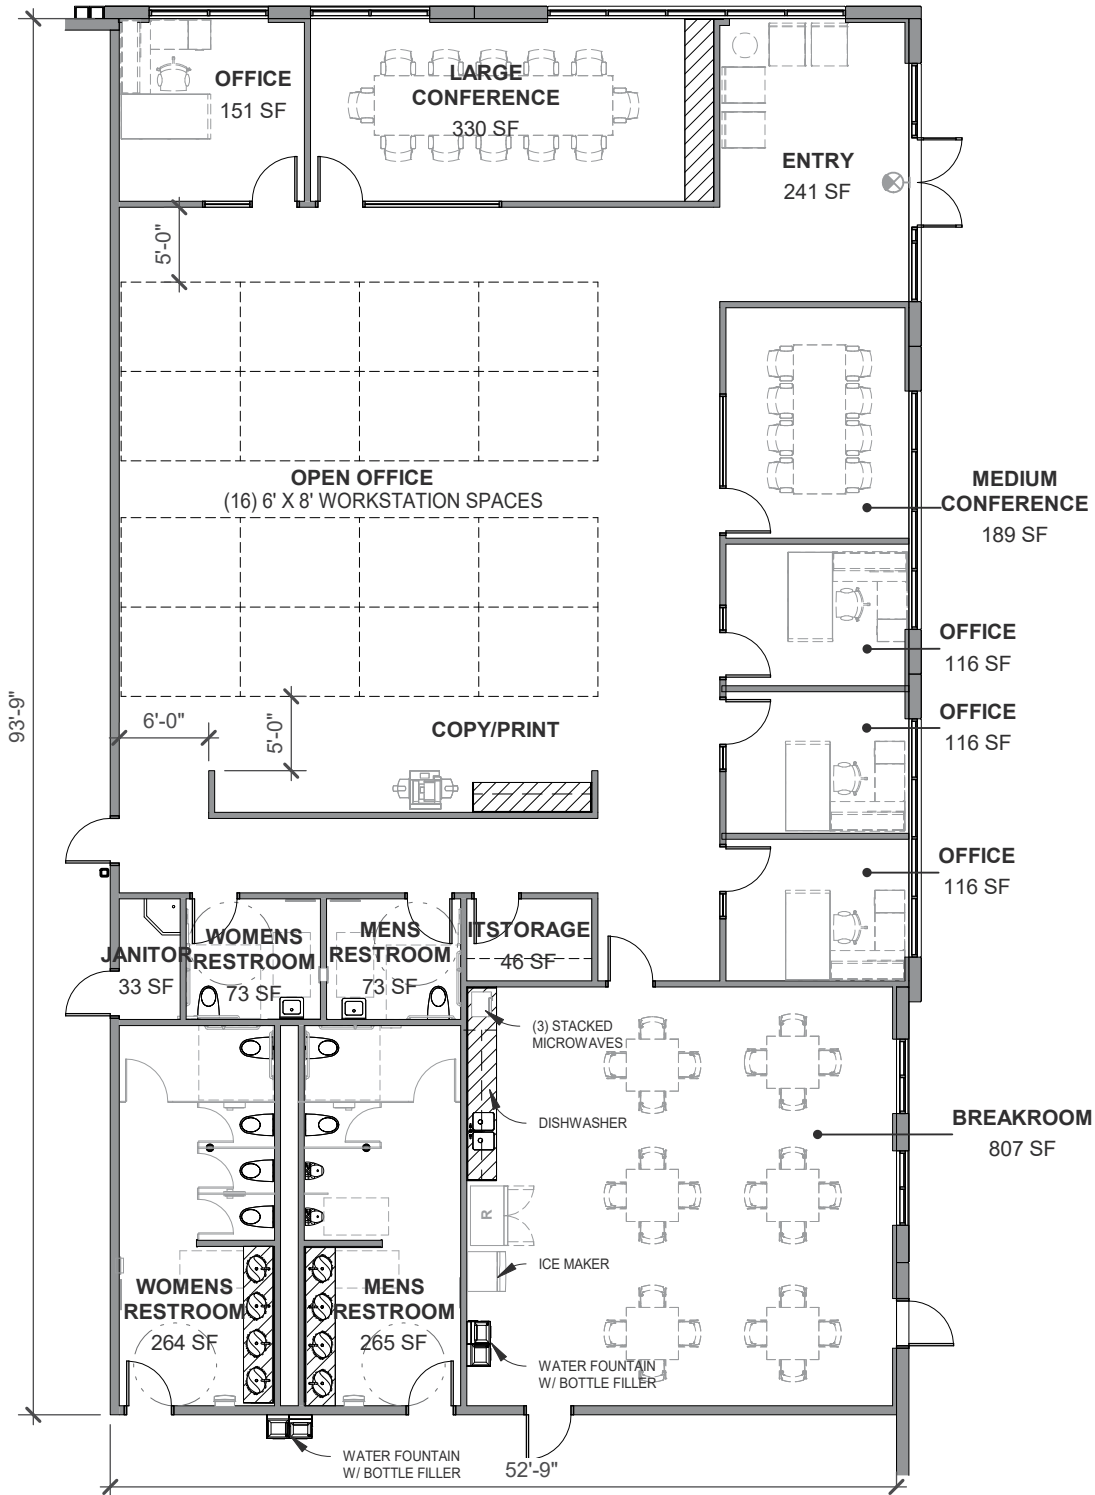 OFFICE
151 SF
LARGE
CONFERENCE
330 SF
ENTRY
241 SF
5'-0"
OPEN OFFICE
(16) 6' X 8' WORKSTATION SPACES
MEDIUM
CONFERENCE
189 SF
OFFICE
116 SF
OFFICE
116 SF
93'-9"
6'-0"
5'-0"
COPY/PRINT
OFFICE
116 SF
JANITOR
33 SF
WOMENS
RESTROOM
73 SF
MENS
RESTROOM
73 SF
ITSTORAGE
46 SF
(3) STACKED
MICROWAVES
DISHWASHER
BREAKROOM
807 SF
R
ICE MAKER
WOMENS
RESTROOM
264 SF
MENS
RESTROOM
265 SF
WATER FOUNTAIN
W/ BOTTLE FILLER
WATER FOUNTAIN
W/ BOTTLE FILLER
52'-9"